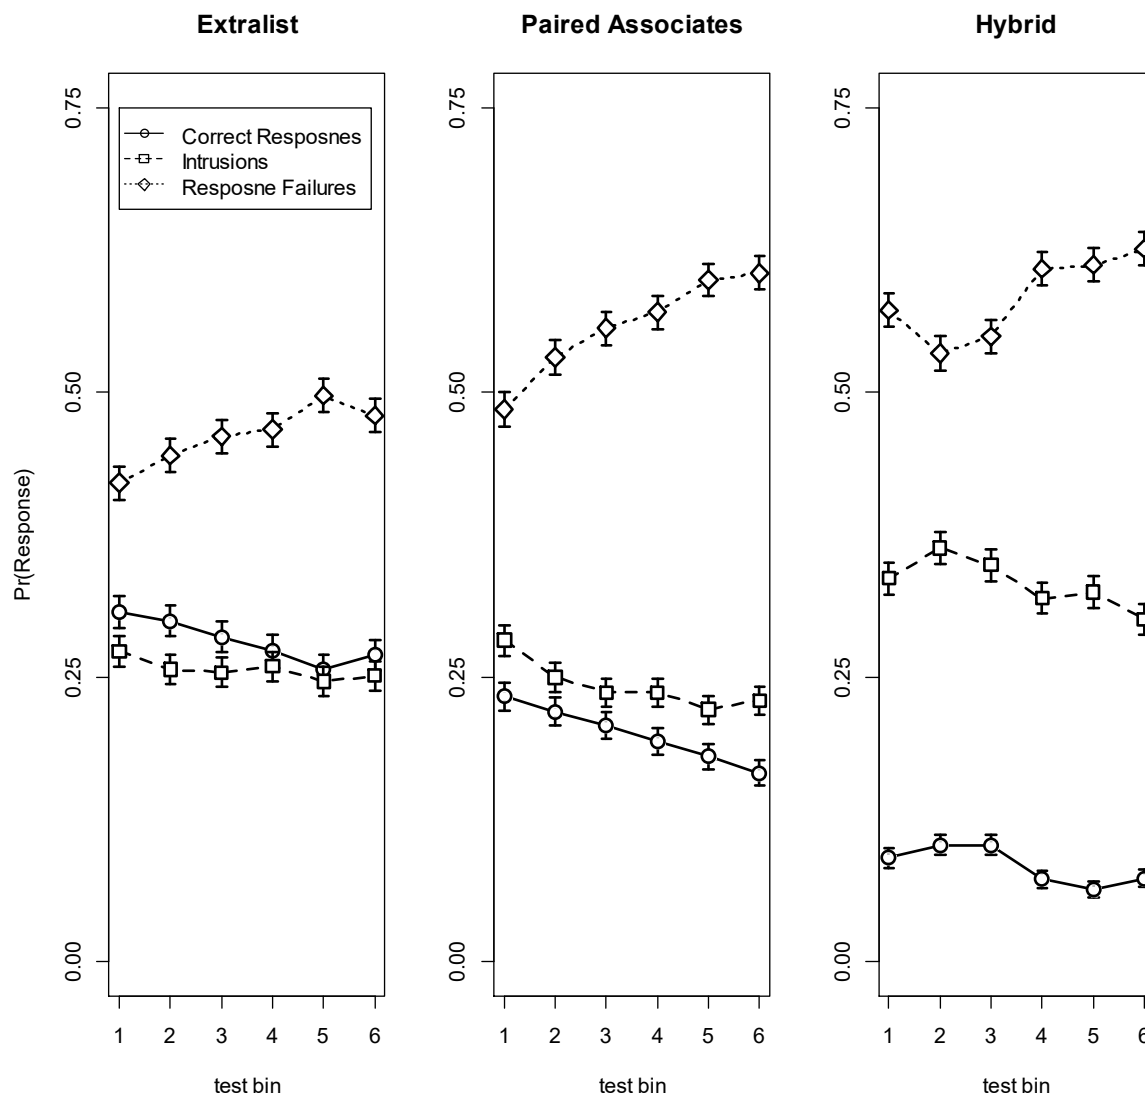 Extralist
Paired Associates
Hybrid
Pr(Response)
0.75
0.50
0.25
0.00
Correct Resposnes
Intrusions
Resposne Failures
1 2 3 4 5 6
test bin
0.75
0.50
0.25
0.00
1 2 3 4 5 6
test bin
0.75
0.50
0.25
0.00
1 2 3 4 5 6
test bin